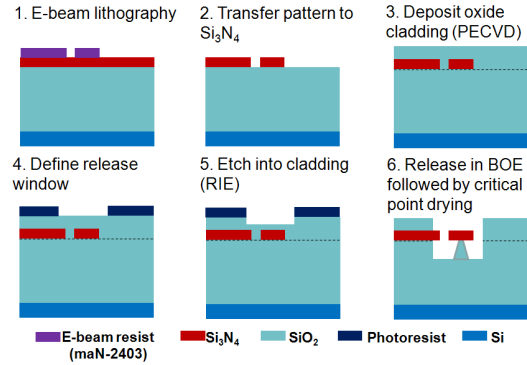 1. E-beam lithography
2. Transfer pattern to
Si3N4
3. Deposit oxide
cladding (PECVD)
4. Define release
window
5. Etch into cladding
(RIE)
6. Release in BOE
followed by critical
point drying
E-beam resist
(maN-2403)
Si3N4
SiO2
Photoresist
Si